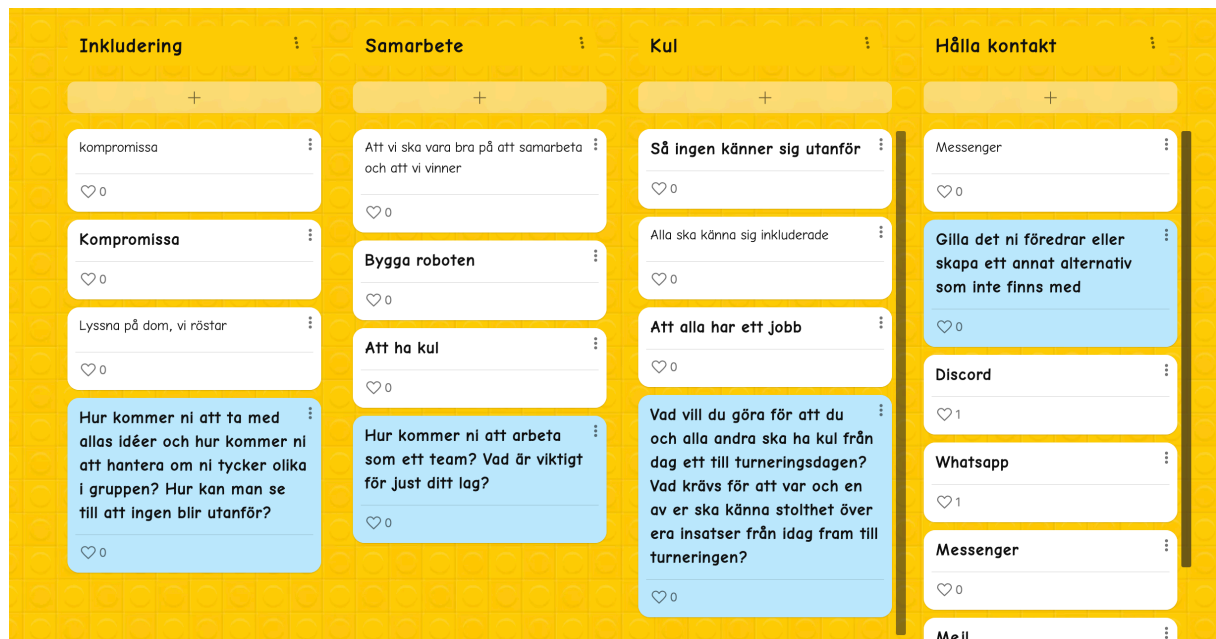 Inkludering
+
kompromissa
0
Kompromissa
0
Lyssna på dom, vi röstar
0
Hur kommer ni att ta med
allas idéer och hur kommer ni
att hantera om ni tycker olika
i gruppen? Hur kan man se
till att ingen blir utanför?
0
Samarbete
+
Att vi ska vara bra på att samarbeta
och att vi vinner
0
Bygga roboten
0
Att ha kul
0
Hur kommer ni att arbeta
som ett team? Vad är viktigt
för just ditt lag?
0
Kul
+
Så ingen känner sig utanför
0
Alla ska känna sig inkluderade
0
Att alla har ett jobb
0
Vad vill du göra för att du
och alla andra ska ha kul från
dag ett till turneringsdagen?
Vad krävs för att var och en
av er ska känna stolthet över
era insatser från idag fram till
turneringen?
0
Hålla kontakt
+
Messenger
0
Gilla det ni föredrar eller
skapa ett annat alternativ
som inte finns med
0
Discord
1
Whatsapp
1
Messenger
0
Mejl